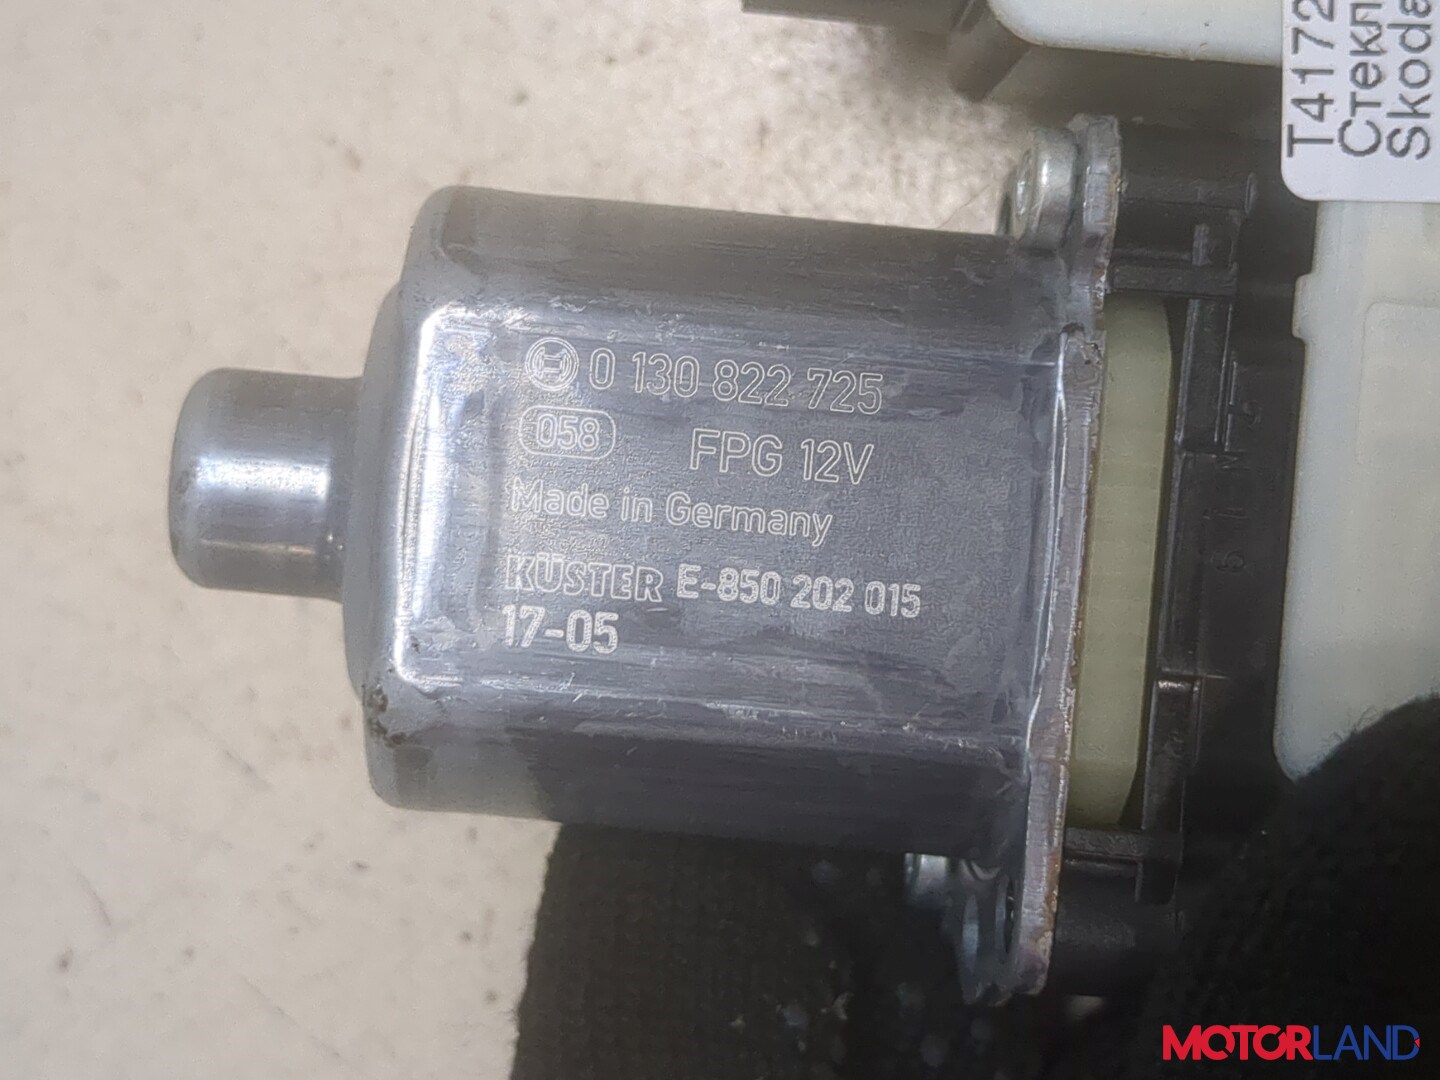 0 130 822 725
058 FPG 12V
Made in Germany
KÜSTER E-850 202 015
17-05
T4172
Skoda
MOTORLAND